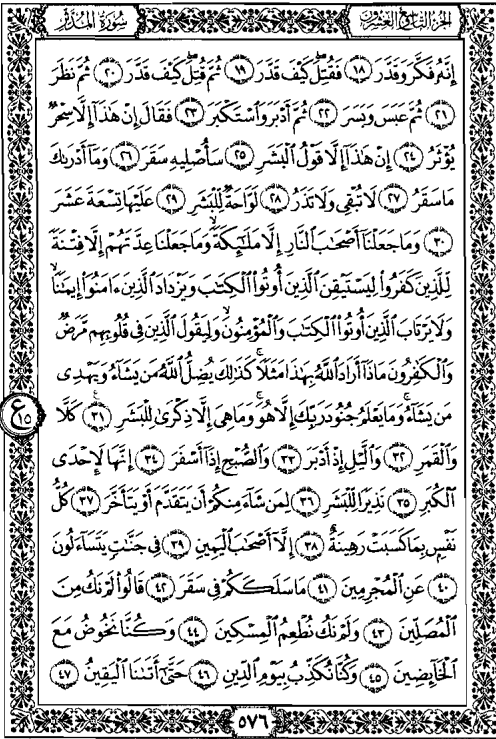 سُورَةُ المُدَّثِّر
الجزء التاسع والعشرون
إِنَّهُۥ فَكَّرَ وَقَدَّرَ ١٨ فَقُتِلَ كَيْفَ قَدَّرَ ١٩ ثُمَّ قُتِلَ كَيْفَ قَدَّرَ ٢٠ ثُمَّ نَظَرَ
٢١ ثُمَّ عَبَسَ وَبَسَرَ ٢٢ ثُمَّ أَدْبَرَ وَٱسْتَكْبَرَ ٢٣ فَقَالَ إِنْ هَٰذَآ إِلَّا سِحْرٌ
يُؤْثَرُ ٢٤ إِنْ هَٰذَآ إِلَّا قَوْلُ ٱلْبَشَرِ ٢٥ سَأُصْلِيهِ سَقَرَ ٢٦ وَمَآ أَدْرَىٰكَ
مَا سَقَرُ ٢٧ لَا تُبْقِى وَلَا تَذَرُ ٢٨ لَوَّاحَةٌ لِّلْبَشَرِ ٢٩ عَلَيْهَا تِسْعَةَ عَشَرَ
٣٠ وَمَا جَعَلْنَآ أَصْحَٰبَ ٱلنَّارِ إِلَّا مَلَٰٓئِكَةً وَمَا جَعَلْنَا عِدَّتَهُمْ إِلَّا فِتْنَةً
لِّلَّذِينَ كَفَرُوا۟ لِيَسْتَيْقِنَ ٱلَّذِينَ أُوتُوا۟ ٱلْكِتَٰبَ وَيَزْدَادَ ٱلَّذِينَ ءَامَنُوٓا۟ إِيمَٰنًا
وَلَا يَرْتَابَ ٱلَّذِينَ أُوتُوا۟ ٱلْكِتَٰبَ وَٱلْمُؤْمِنُونَ وَلِيَقُولَ ٱلَّذِينَ فِى قُلُوبِهِم مَّرَضٌ
وَٱلْكَٰفِرُونَ مَاذَآ أَرَادَ ٱللَّهُ بِهَٰذَا مَثَلًا كَذَٰلِكَ يُضِلُّ ٱللَّهُ مَن يَشَآءُ وَيَهْدِى
مَن يَشَآءُ وَمَا يَعْلَمُ جُنُودَ رَبِّكَ إِلَّا هُوَ وَمَا هِىَ إِلَّا ذِكْرَىٰ لِلْبَشَرِ ٣١ كَلَّا
ع ١٥
وَٱلْقَمَرِ ٣٢ وَٱلَّيْلِ إِذْ أَدْبَرَ ٣٣ وَٱلصُّبْحِ إِذَآ أَسْفَرَ ٣٤ إِنَّهَا لَإِحْدَى
ٱلْكُبَرِ ٣٥ نَذِيرًا لِّلْبَشَرِ ٣٦ لِمَن شَآءَ مِنكُمْ أَن يَتَقَدَّمَ أَوْ يَتَأَخَّرَ ٣٧ كُلُّ
نَفْسٍۭ بِمَا كَسَبَتْ رَهِينَةٌ ٣٨ إِلَّآ أَصْحَٰبَ ٱلْيَمِينِ ٣٩ فِى جَنَّٰتٍ يَتَسَآءَلُونَ
٤٠ عَنِ ٱلْمُجْرِمِينَ ٤١ مَا سَلَكَكُمْ فِى سَقَرَ ٤٢ قَالُوا۟ لَمْ نَكُ مِنَ
ٱلْمُصَلِّينَ ٤٣ وَلَمْ نَكُ نُطْعِمُ ٱلْمِسْكِينَ ٤٤ وَكُنَّا نَخُوضُ مَعَ
ٱلْخَآئِضِينَ ٤٥ وَكُنَّا نُكَذِّبُ بِيَوْمِ ٱلدِّينِ ٤٦ حَتَّىٰٓ أَتَىٰنَا ٱلْيَقِينُ ٤٧
٥٧٦